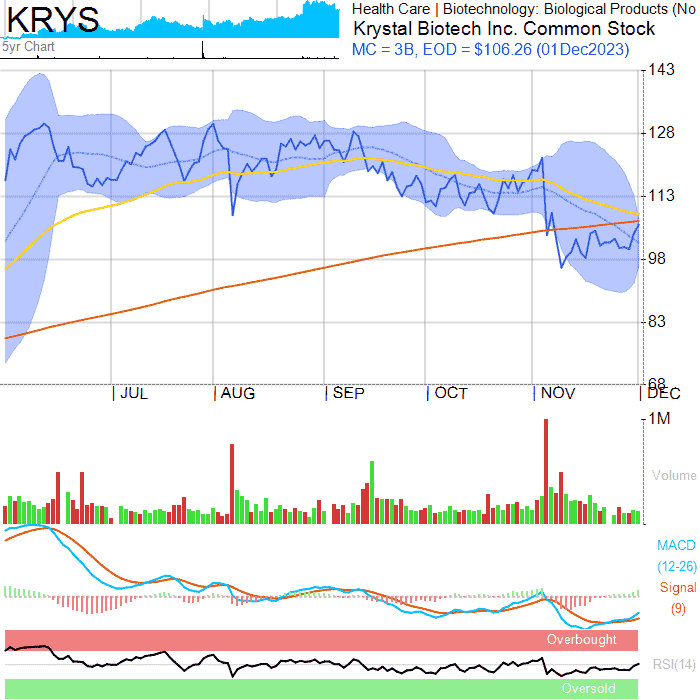 KRYS
Health Care | Biotechnology: Biological Products (No
Krystal Biotech Inc. Common Stock
5yr Chart
MC = 3B, EOD = $106.26 (01Dec2023)
143
128
113
98
83
68
JUL
AUG
SEP
OCT
NOV
DEC
1M
Volume
MACD
(12-26)
Signal
(9)
Overbought
RSI(14)
Oversold